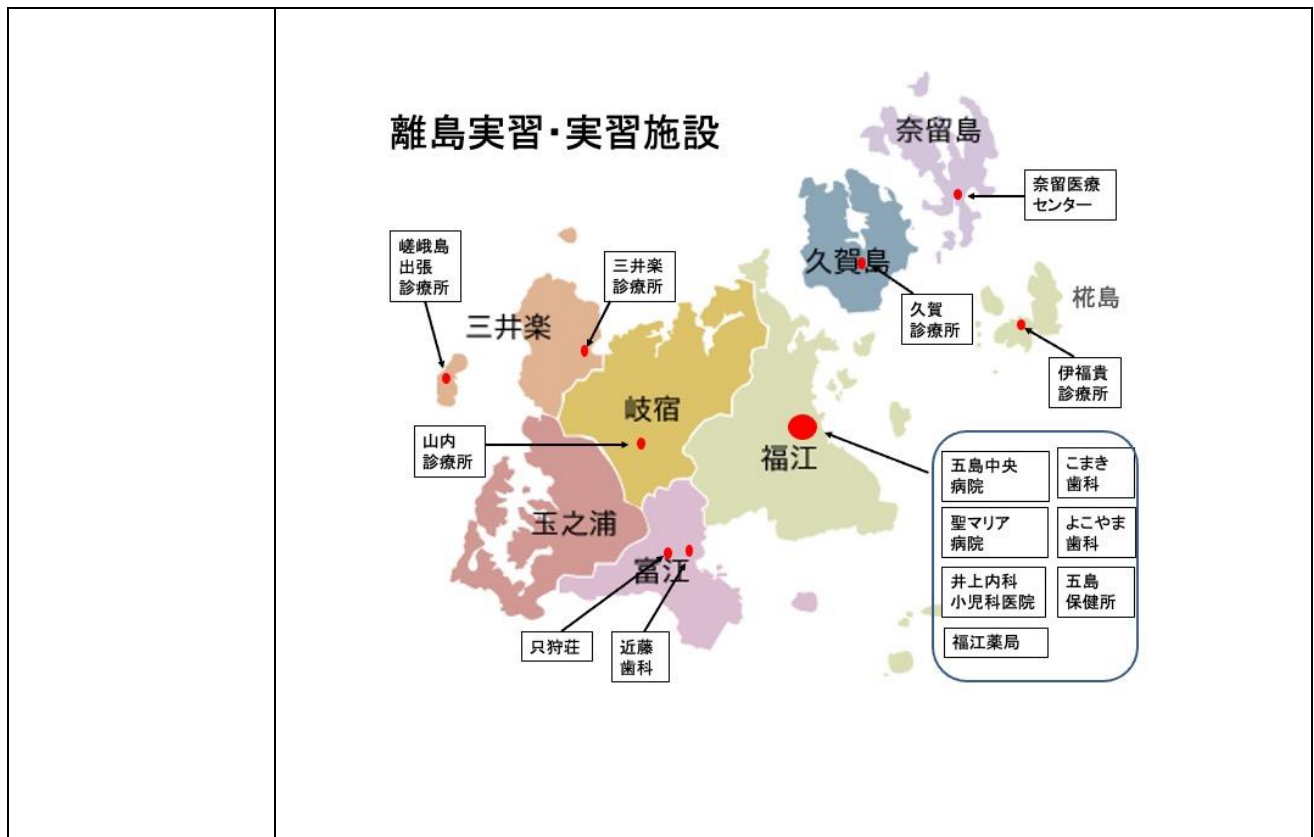 離島実習・実習施設
奈留島
奈留医療
センター
久賀島
久賀
診療所
椛島
伊福貴
診療所
嵯峨島
出張
診療所
三井楽
診療所
三井楽
岐宿
山内
診療所
福江
玉之浦
富江
只狩荘
近藤
歯科
五島中央
病院
こまき
歯科
聖マリア
病院
よこやま
歯科
井上内科
小児科医院
五島
保健所
福江薬局